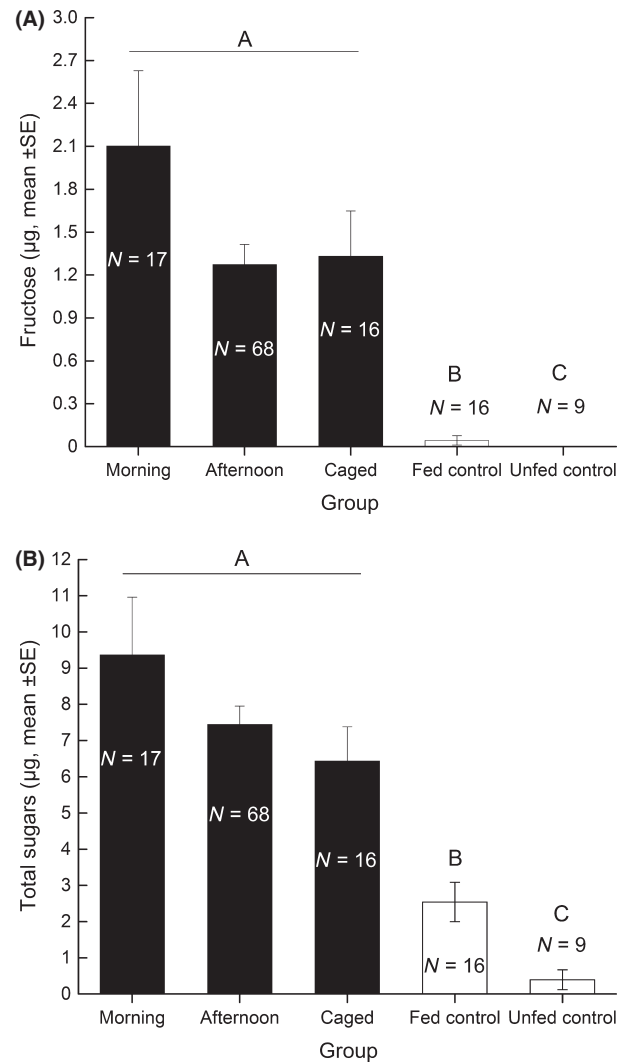 (A)
3.0
2.7
2.4
2.1
1.8
1.5
1.2
0.9
0.6
0.3
0
Fructose (μg, mean ±SE)
A
N = 17
N = 68
N = 16
B
N = 16
C
N = 9
Morning Afternoon Caged Fed control Unfed control
Group
(B)
12
11
10
9
8
7
6
5
4
3
2
1
0
Total sugars (μg, mean ±SE)
A
N = 17
N = 68
N = 16
B
N = 16
C
N = 9
Morning Afternoon Caged Fed control Unfed control
Group